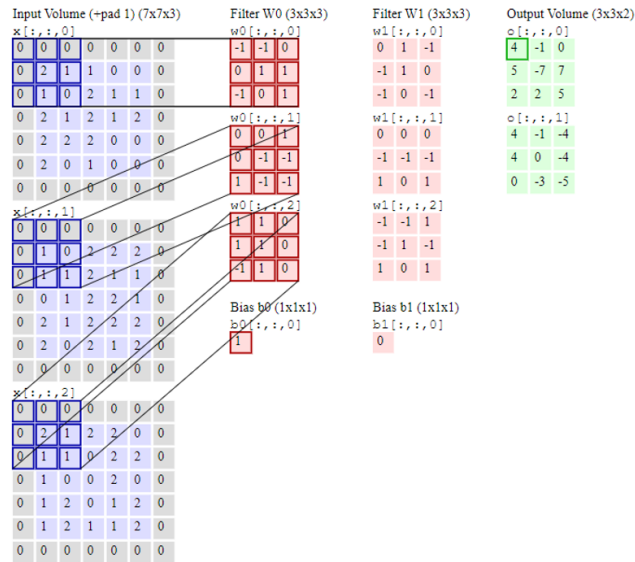 Input Volume (+pad 1) (7x7x3)
x[:,:,0]
0 0 0 0 0 0 0
0 2 1 1 0 0 0
0 1 0 2 1 1 0
0 2 1 2 1 2 0
0 2 2 2 0 0 0
0 2 0 1 0 0 0
0 0 0 0 0 0 0
x[:,:,1]
0 0 0 0 0 0 0
0 1 0 2 2 2 0
0 1 1 2 1 1 0
0 0 1 2 2 1 0
0 2 1 2 2 2 0
0 2 0 2 1 2 0
0 0 0 0 0 0 0
x[:,:,2]
0 0 0 0 0 0 0
0 2 1 2 2 0 0
0 1 1 0 2 2 0
0 1 0 0 2 0 0
0 1 2 0 1 2 0
0 1 2 1 1 2 0
0 0 0 0 0 0 0
Filter W0 (3x3x3)
w0[:,:,0]
-1 -1 0
0 1 1
-1 0 1
w0[:,:,1]
0 0 1
0 -1 -1
1 -1 -1
w0[:,:,2]
1 1 0
1 1 0
-1 1 0
Bias b0 (1x1x1)
b0[:,:,0]
1
Filter W1 (3x3x3)
w1[:,:,0]
0 1 -1
-1 1 0
-1 0 -1
w1[:,:,1]
0 0 0
-1 -1 -1
1 0 1
w1[:,:,2]
-1 -1 1
-1 1 -1
1 0 1
Bias b1 (1x1x1)
b1[:,:,0]
0
Output Volume (3x3x2)
o[:,:,0]
4 -1 0
5 -7 7
2 2 5
o[:,:,1]
4 -1 -4
4 0 -4
0 -3 -5